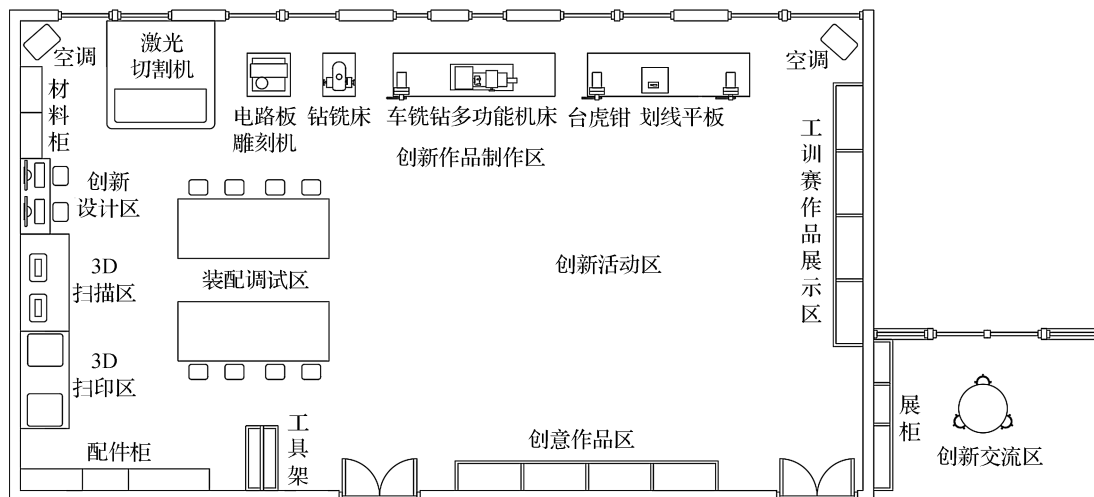 空调
激光
切割机
空调
材料柜
电路板
雕刻机
钻铣床
车铣钻多功能机床
台虎钳
划线平板
创新作品制作区
工训赛作品展示区
创新
设计区
3D
扫描区
装配调试区
创新活动区
3D
扫印区
配件柜
工具架
创意作品区
展柜
创新交流区